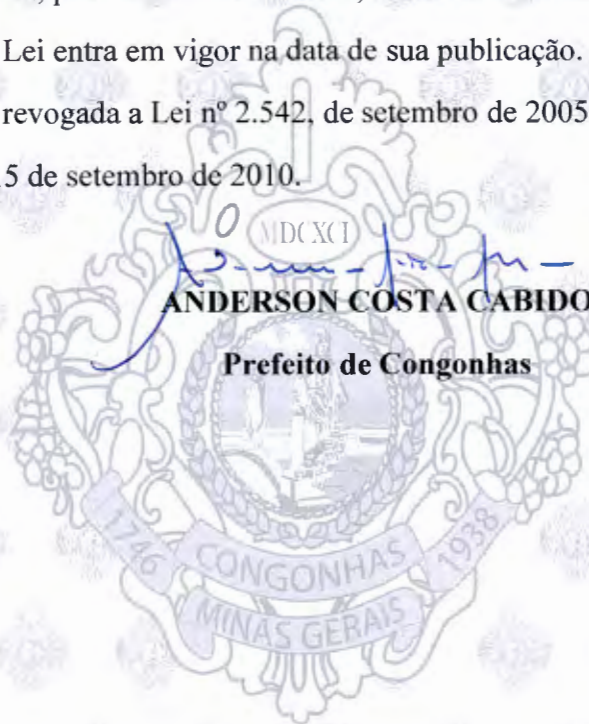 Lei entra em vigor na data de sua publicação.
revogada a Lei nº 2.542, de setembro de 2005
5 de setembro de 2010.
MDCXCI
ANDERSON COSTA CABIDO
Prefeito de Congonhas
1746 CONGONHAS 1938
MINAS GERAIS